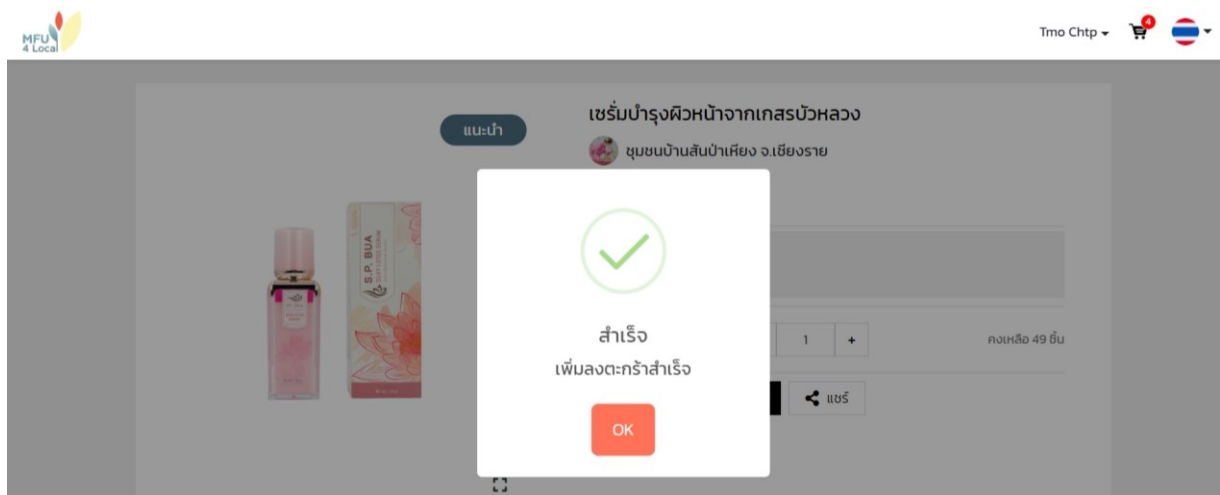 MFU
4 Local
Tmo Chtp
4
แนะนำ
เซรั่มบำรุงผิวหน้าจากเกสรบัวหลวง
ชุมชนบ้านสันป่าเหียง จ.เชียงราย
S.P. BUA
สำเร็จ
เพิ่มลงตะกร้าสำเร็จ
OK
1
+
คงเหลือ 49 ชิ้น
แชร์